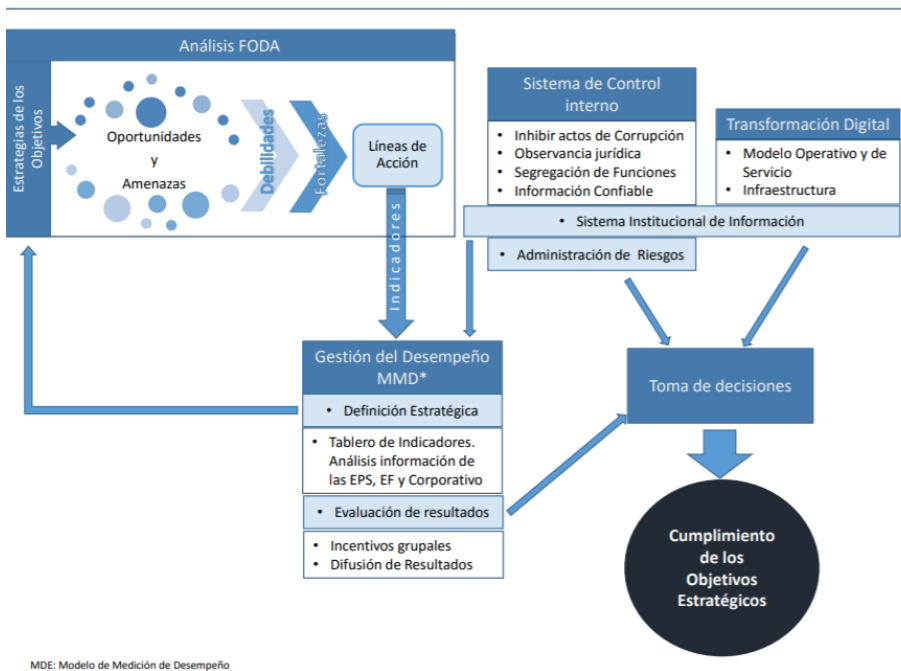 Análisis FODA
Estrategias de los
Objetivos
Oportunidades
y
Amenazas
Debilidades
Fortalezas
Líneas de
Acción
Indicadores
Sistema de Control
interno
• Inhibir actos de Corrupción
• Observancia jurídica
• Segregación de Funciones
• Información Confiable
Transformación Digital
• Modelo Operativo y de
Servicio
• Infraestructura
• Sistema Institucional de Información
• Administración de Riesgos
Gestión del Desempeño
MMD*
• Definición Estratégica
• Tablero de Indicadores.
Análisis información de
las EPS, EF y Corporativo
• Evaluación de resultados
• Incentivos grupales
• Difusión de Resultados
Toma de decisiones
Cumplimiento
de los
Objetivos
Estratégicos
MDE: Modelo de Medición de Desempeño